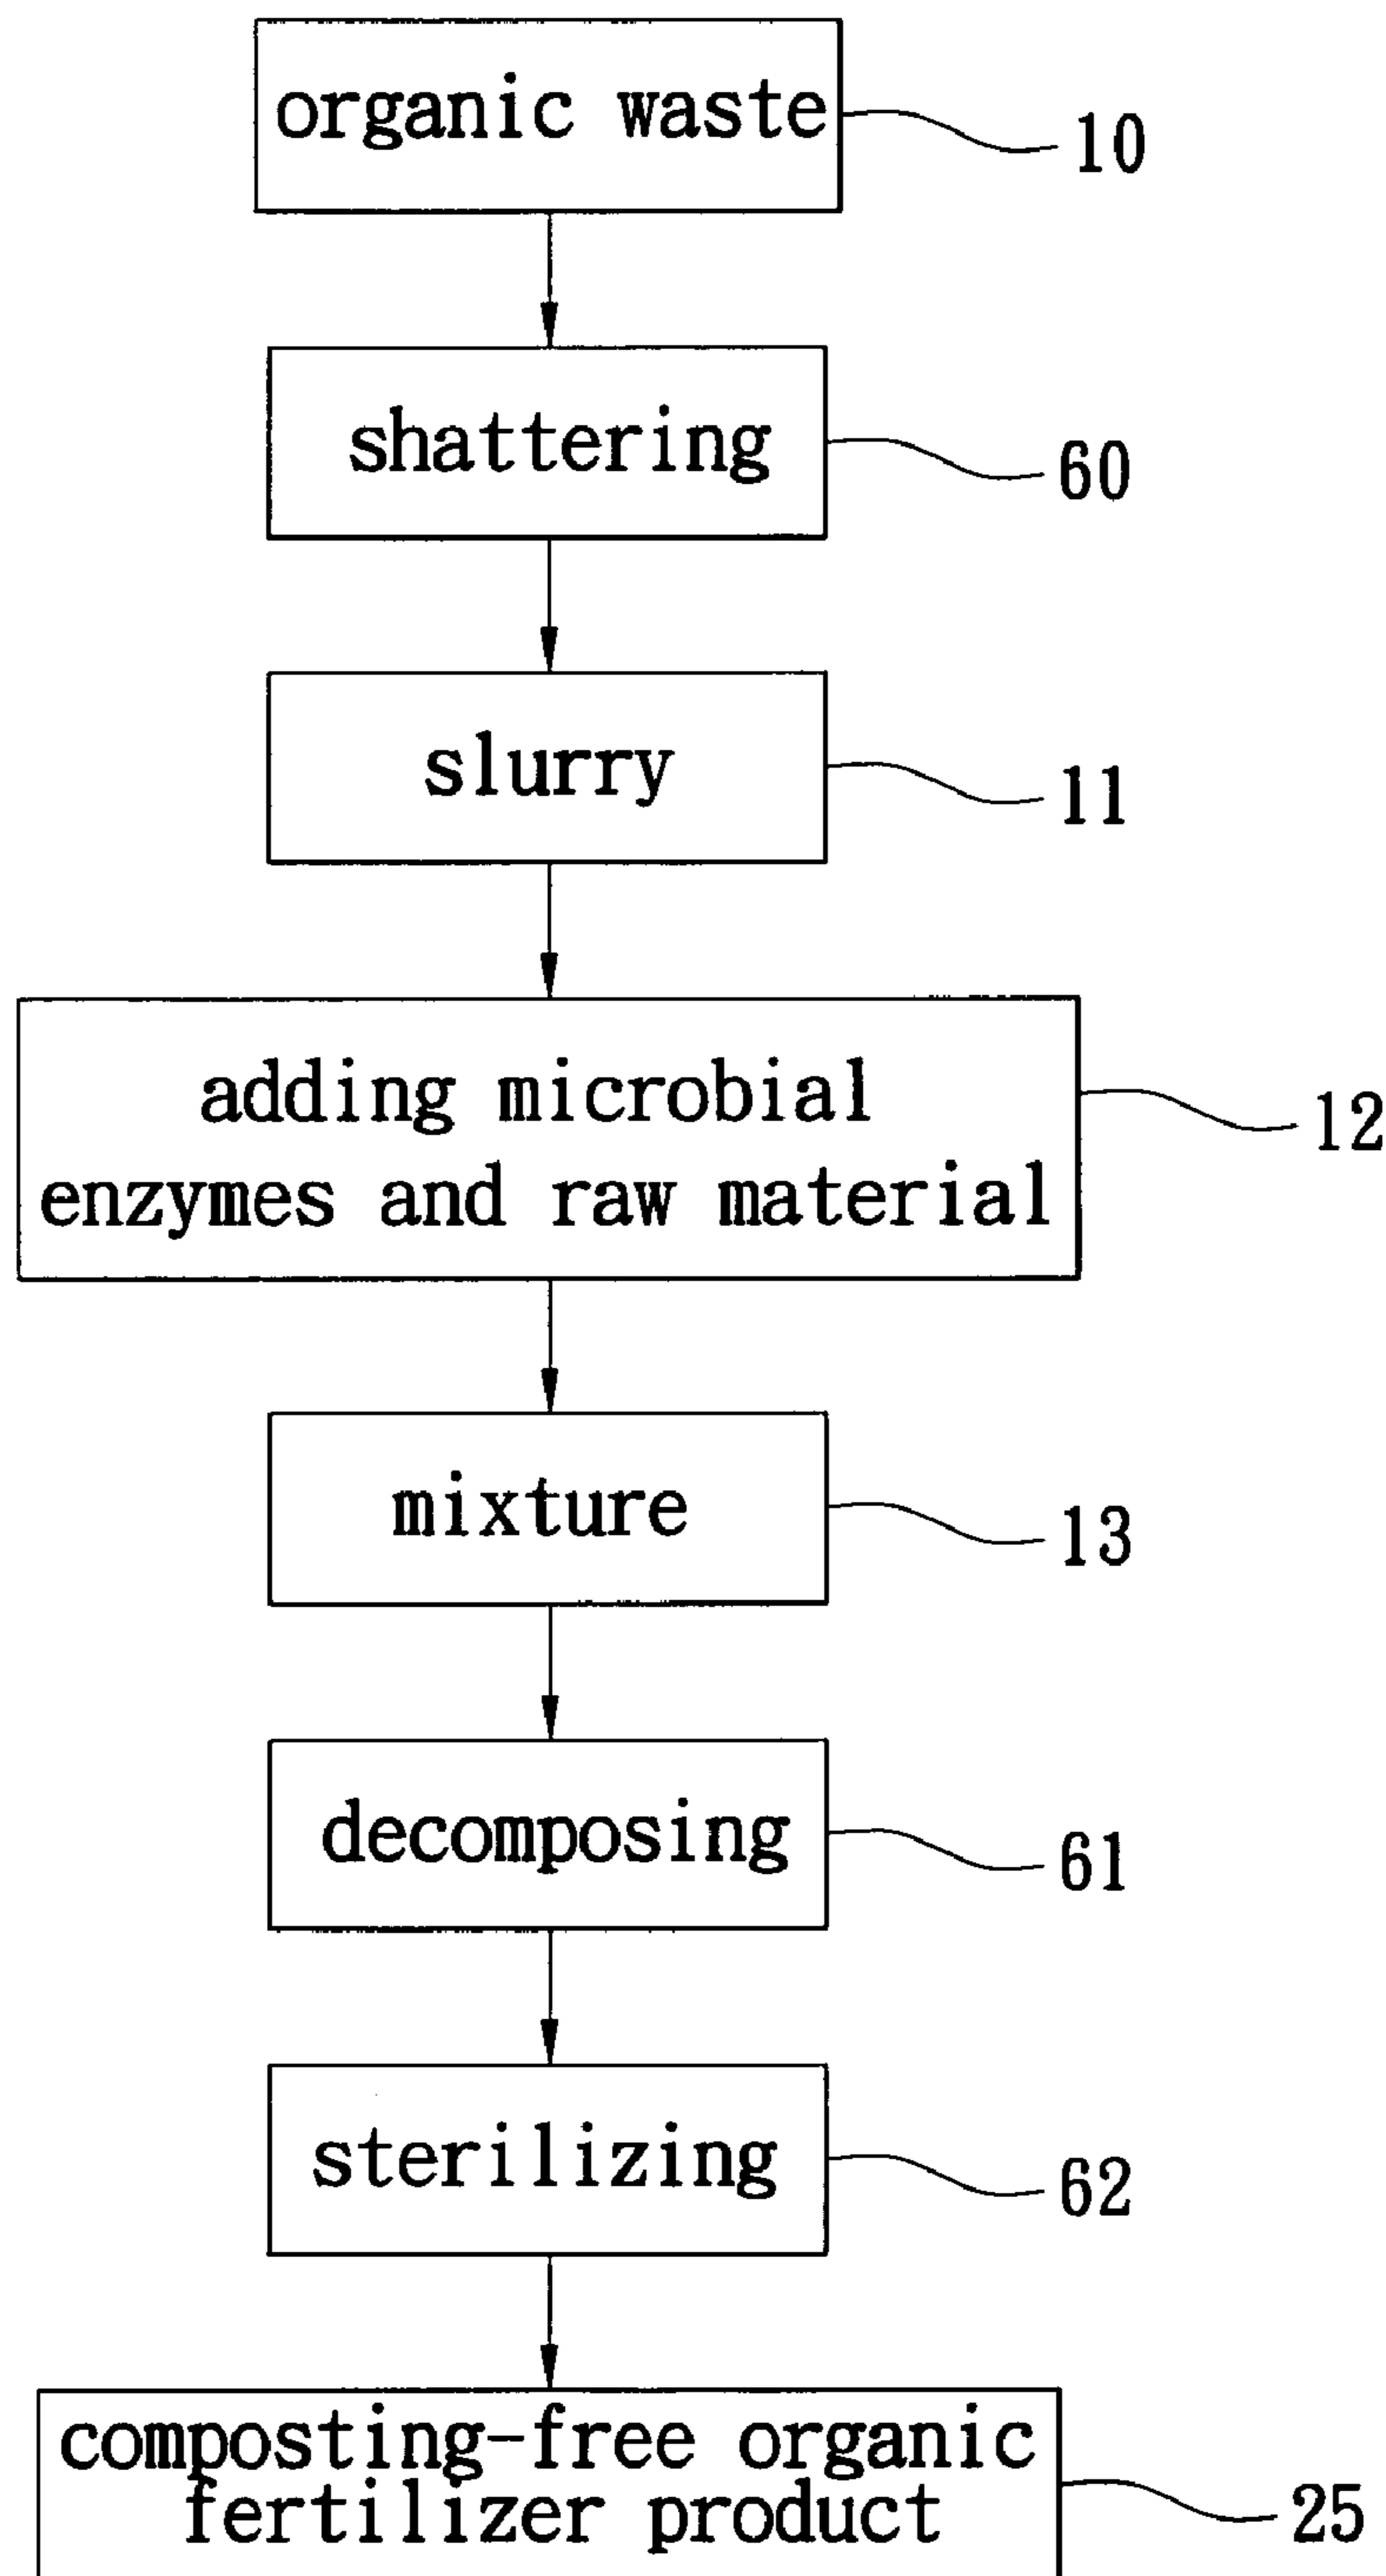 organic waste
10
shattering
60
slurry
11
adding microbial
enzymes and raw material
12
mixture
13
decomposing
61
sterilizing
62
composting-free organic
fertilizer product
25